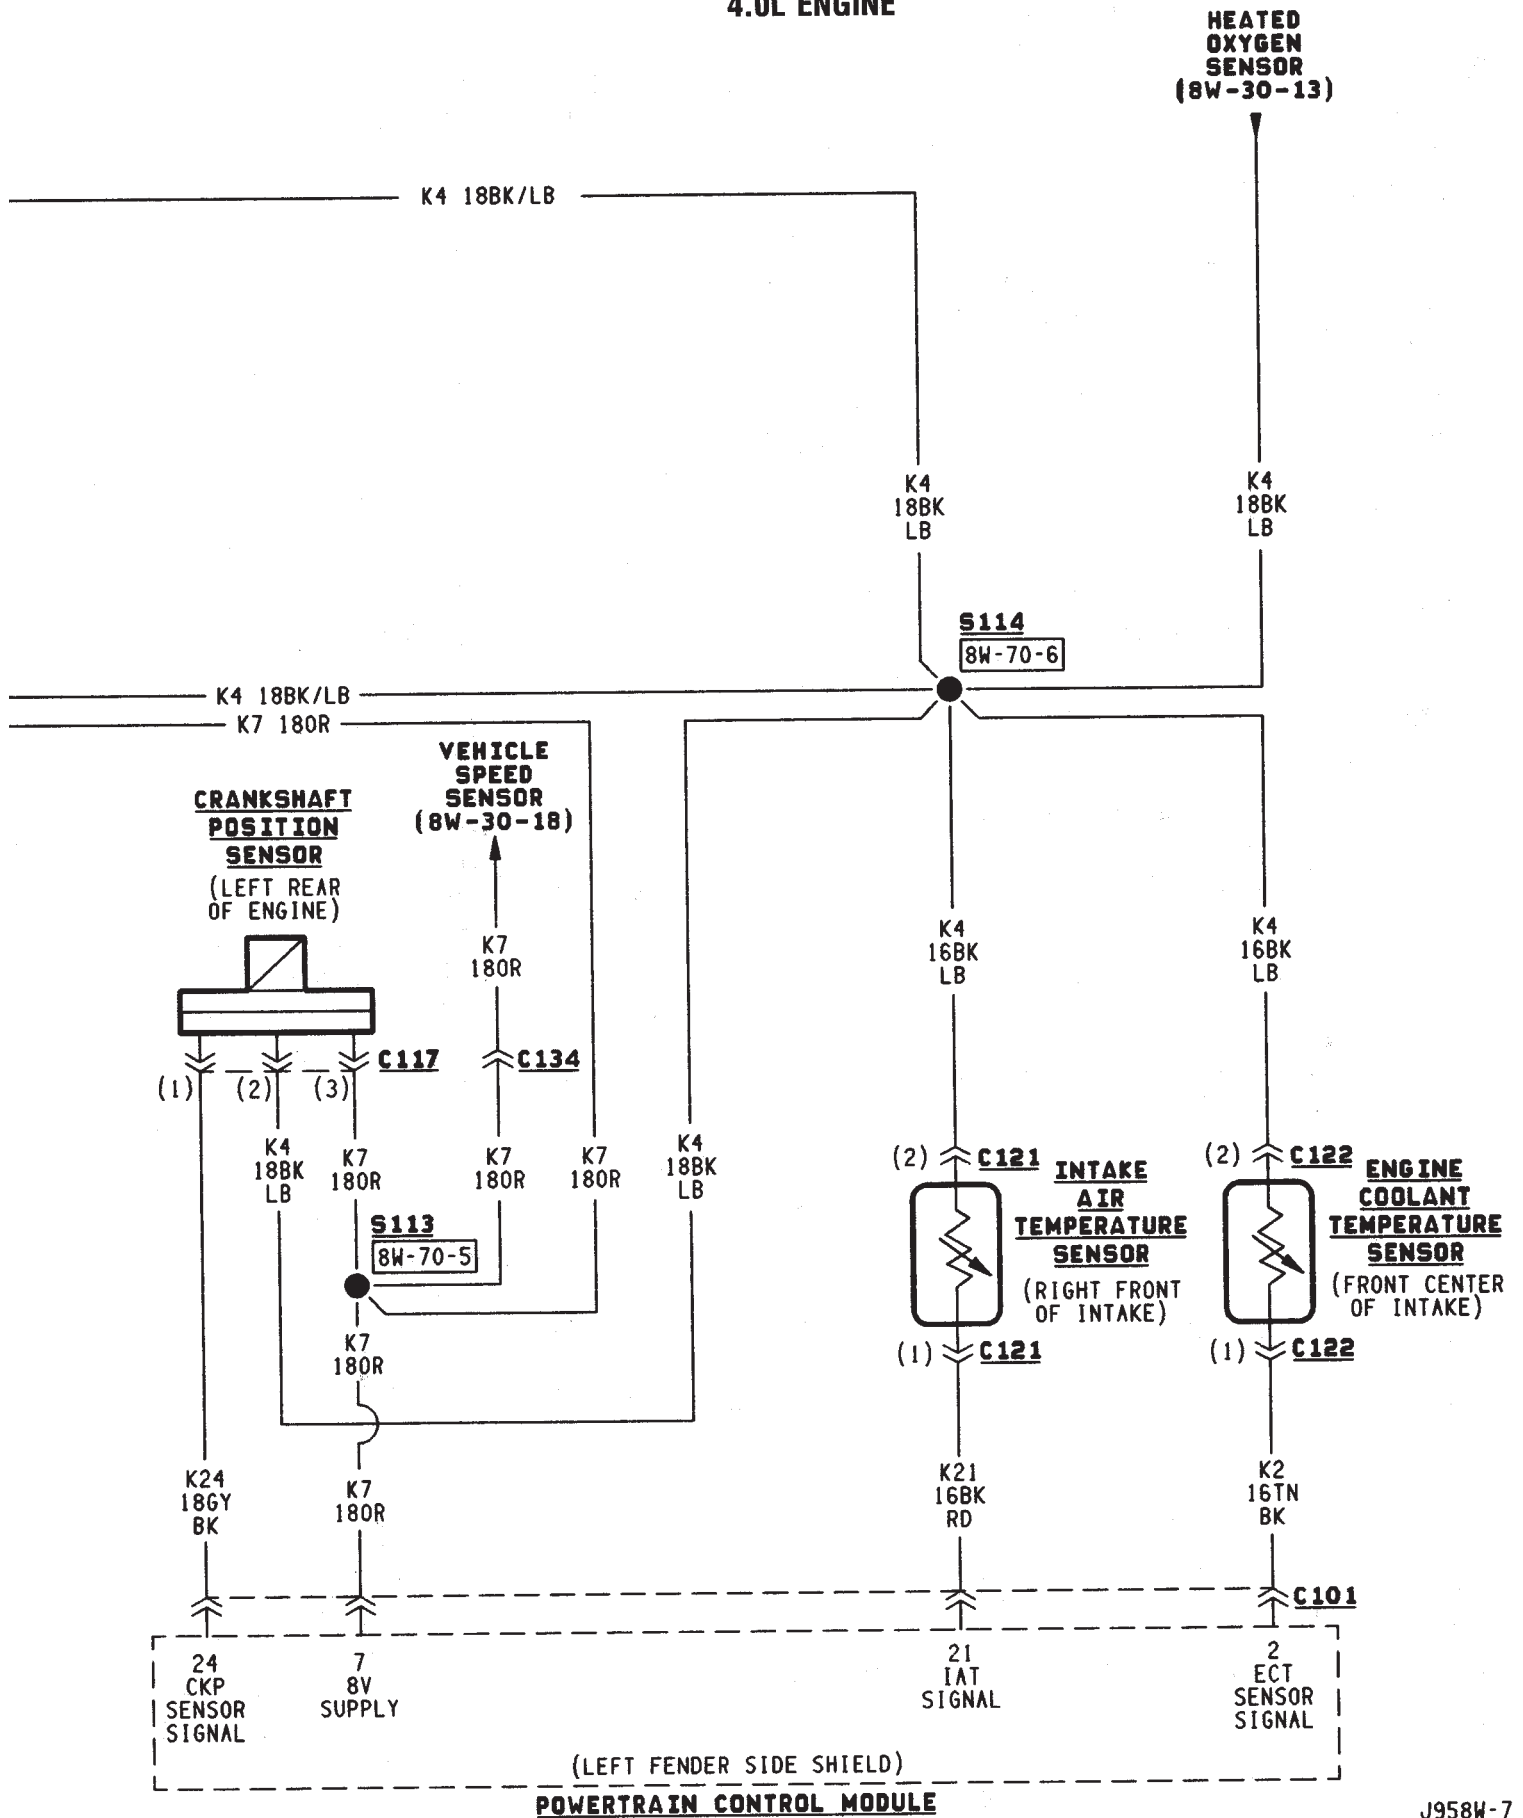 4.0L ENGINE
HEATED
OXYGEN
SENSOR
(8W-30-13)
K4 18BK/LB
K4
18BK
LB
K4
18BK
LB
S114
8W-70-6
K4 18BK/LB
K7 18OR
VEHICLE
SPEED
SENSOR
(8W-30-18)
CRANKSHAFT
POSITION
SENSOR
(LEFT REAR
OF ENGINE)
K7
18OR
K4
16BK
LB
K4
16BK
LB
C117
C134
(1)
(2)
(3)
K4
18BK
LB
K7
18OR
K7
18OR
K7
18OR
K4
18BK
LB
(2)
C121
INTAKE
AIR
TEMPERATURE
SENSOR
(RIGHT FRONT
OF INTAKE)
(2)
C122
ENGINE
COOLANT
TEMPERATURE
SENSOR
(FRONT CENTER
OF INTAKE)
S113
8W-70-5
K7
18OR
(1)
C121
(1)
C122
K24
18GY
BK
K7
18OR
K21
16BK
RD
K2
16TN
BK
C101
24
CKP
SENSOR
SIGNAL
7
8V
SUPPLY
21
IAT
SIGNAL
2
ECT
SENSOR
SIGNAL
(LEFT FENDER SIDE SHIELD)
POWERTRAIN CONTROL MODULE
J958W-7